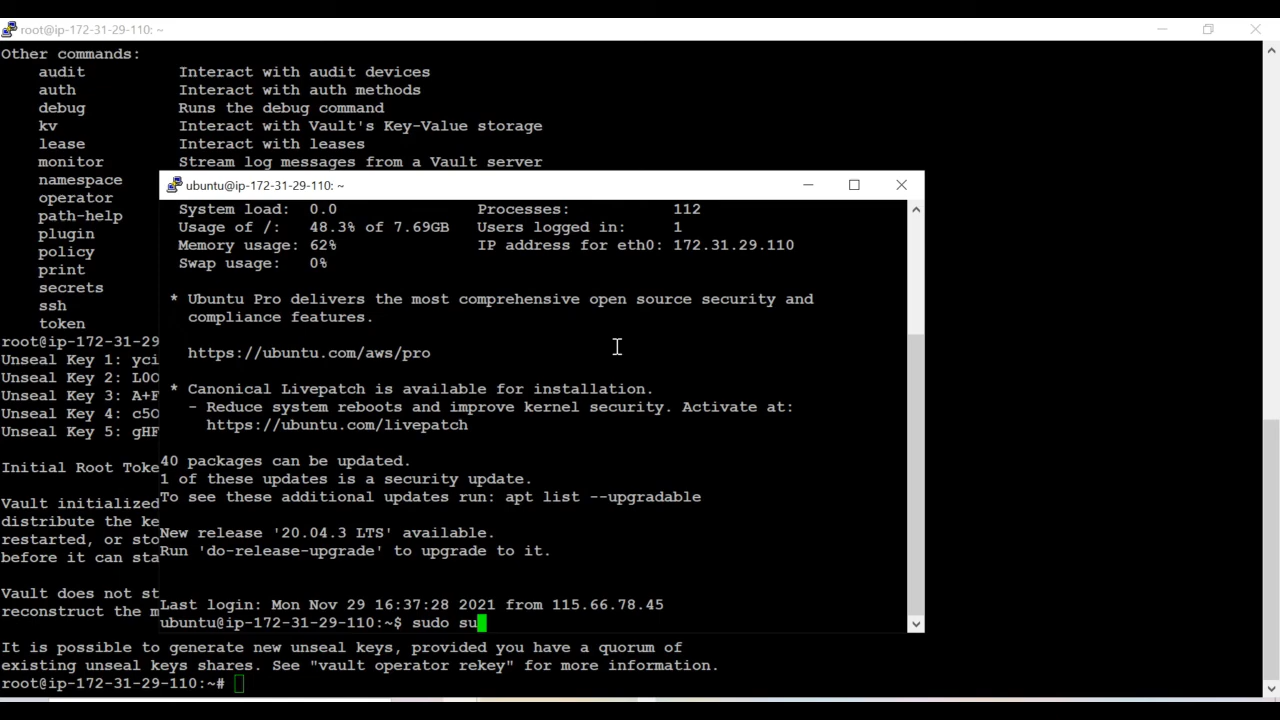 root@ip-172-31-29-110: ~
Other commands:
audit Interact with audit devices
auth Interact with auth methods
debug Runs the debug command
kv Interact with Vault's Key-Value storage
lease Interact with leases
monitor Stream log messages from a Vault server
namespace
operator
path-help
plugin
policy
print
secrets
ssh
token
root@ip-172-31-29
Unseal Key 1: yci
Unseal Key 2: L0O
Unseal Key 3: A+F
Unseal Key 4: c5O
Unseal Key 5: gHF
Initial Root Toke
Vault initialized
distribute the ke
restarted, or sto
before it can sta
Vault does not st
reconstruct the m
It is possible to generate new unseal keys, provided you have a quorum of
existing unseal keys shares. See "vault operator rekey" for more information.
root@ip-172-31-29-110:~#
ubuntu@ip-172-31-29-110: ~
System load: 0.0 Processes: 112
Usage of /: 48.3% of 7.69GB Users logged in: 1
Memory usage: 62% IP address for eth0: 172.31.29.110
Swap usage: 0%
* Ubuntu Pro delivers the most comprehensive open source security and
compliance features.
https://ubuntu.com/aws/pro
* Canonical Livepatch is available for installation.
- Reduce system reboots and improve kernel security. Activate at:
https://ubuntu.com/livepatch
40 packages can be updated.
1 of these updates is a security update.
To see these additional updates run: apt list --upgradable
New release '20.04.3 LTS' available.
Run 'do-release-upgrade' to upgrade to it.
Last login: Mon Nov 29 16:37:28 2021 from 115.66.78.45
ubuntu@ip-172-31-29-110:~$ sudo su